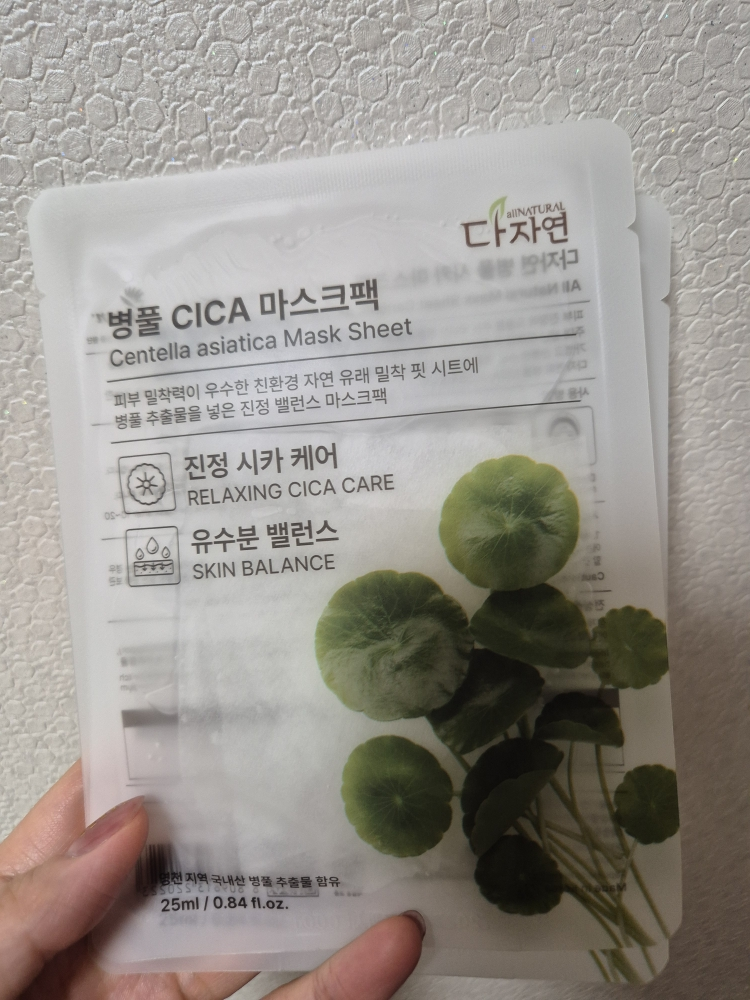 allNATURAL
다자연
병풀 CICA 마스크팩
Centella asiatica Mask Sheet
피부 밀착력이 우수한 친환경 자연 유래 밀착 핏 시트에
병풀 추출물을 넣은 진정 밸런스 마스크팩
진정 시카 케어
RELAXING CICA CARE
유수분 밸런스
SKIN BALANCE
지역 국내산 병풀 추출물 함유
25ml / 0.84 fl.oz.